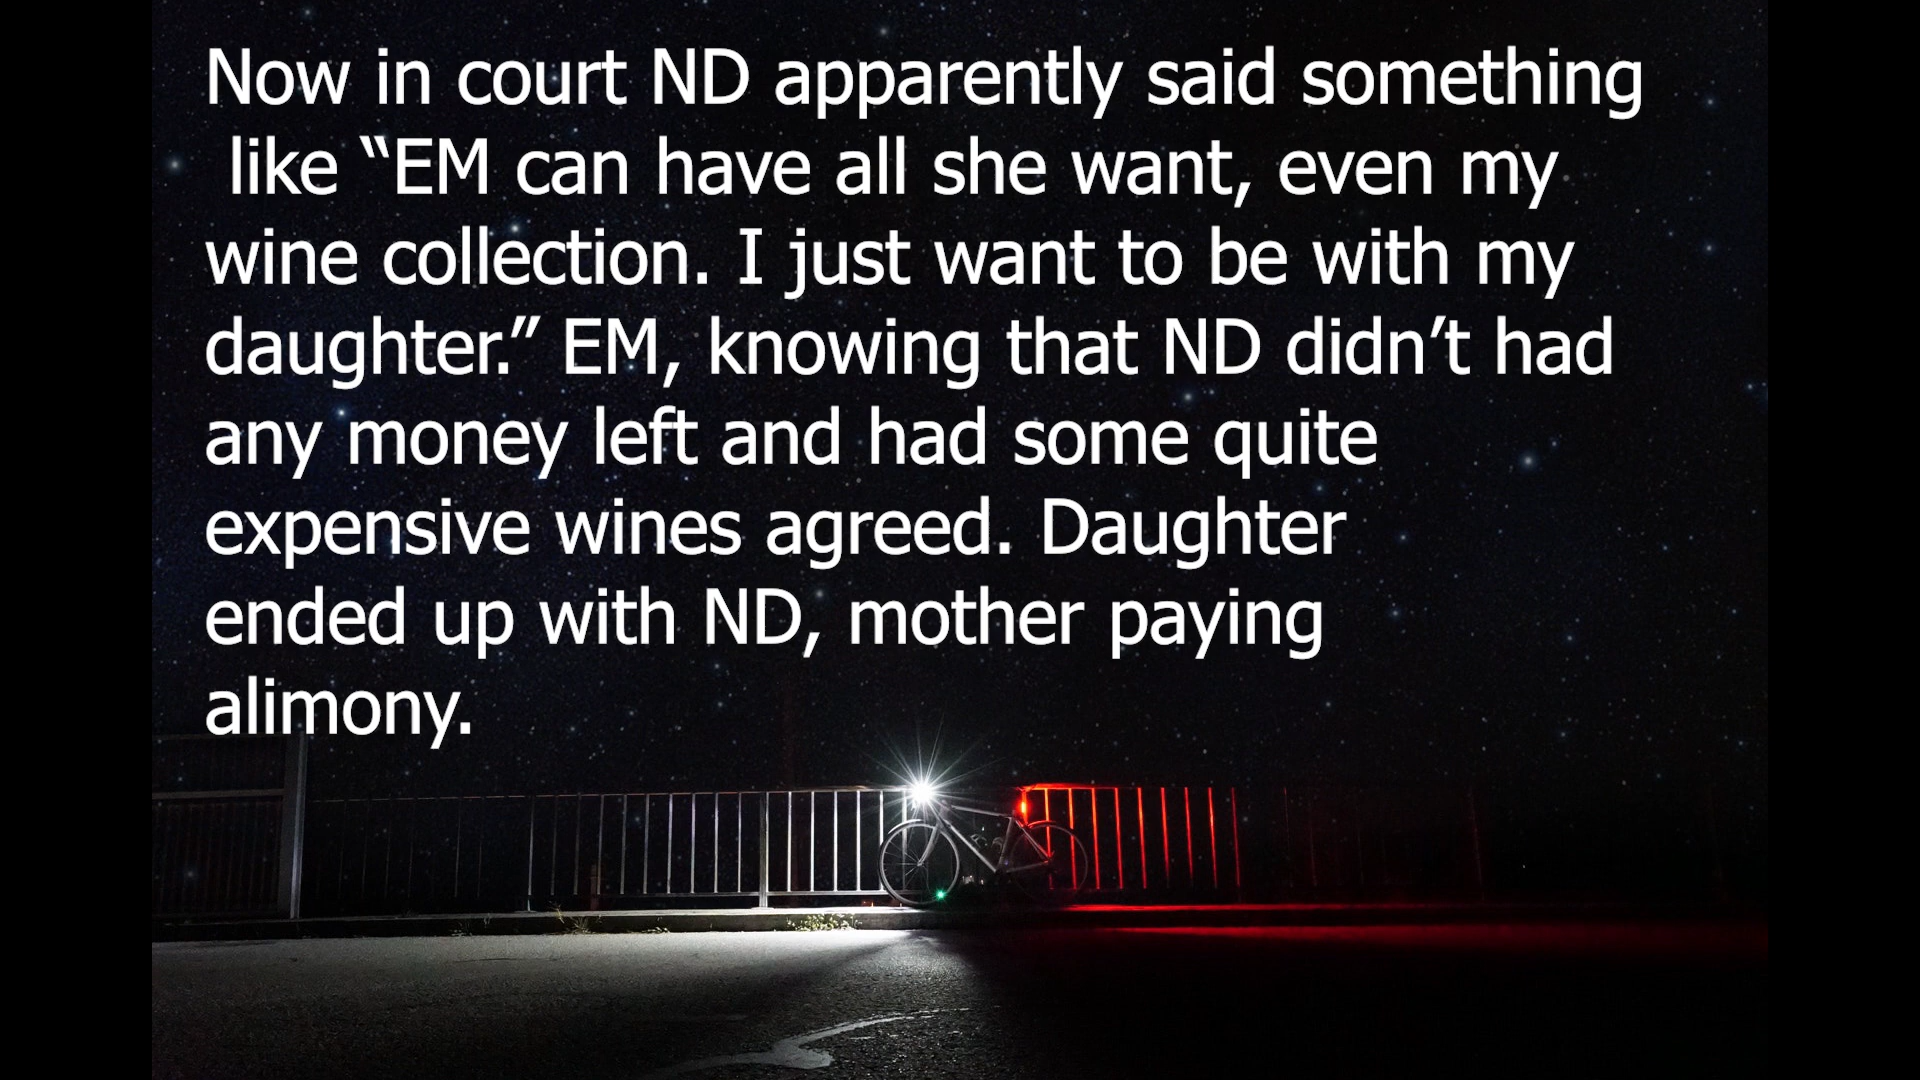 Now in court ND apparently said something
like “EM can have all she want, even my
wine collection. I just want to be with my
daughter.” EM, knowing that ND didn’t had
any money left and had some quite
expensive wines agreed. Daughter
ended up with ND, mother paying
alimony.